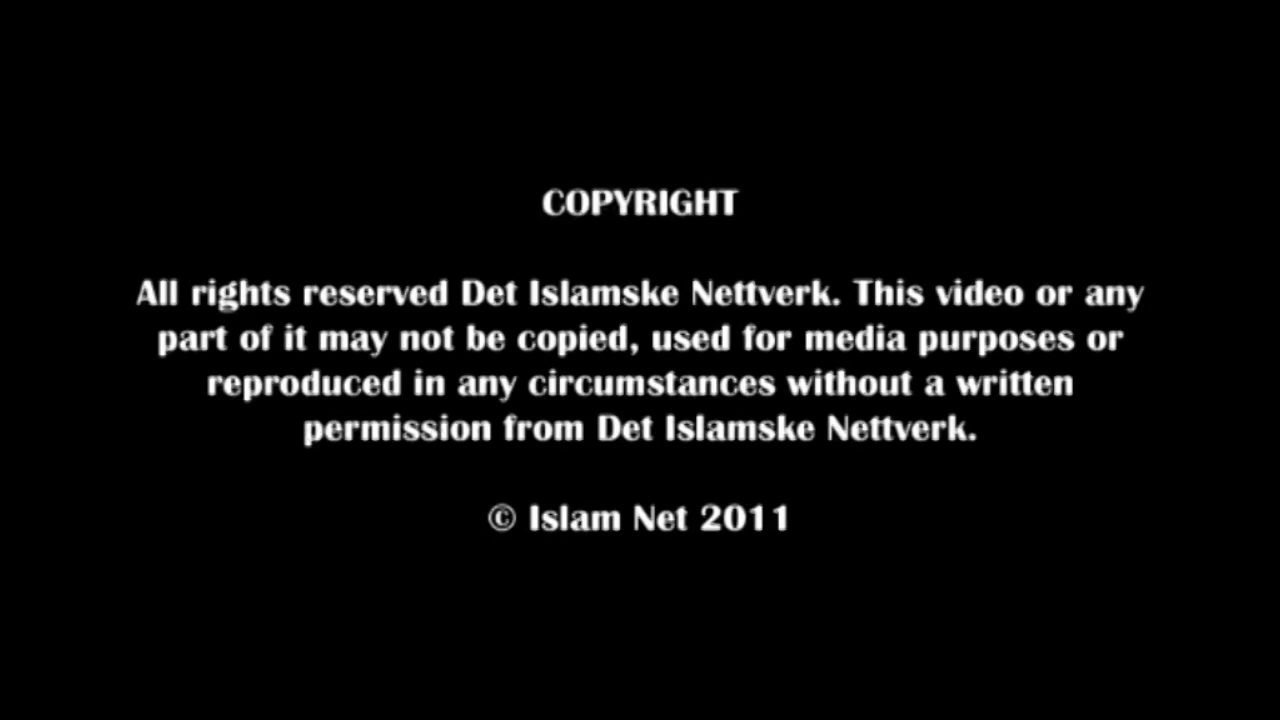 COPYRIGHT
All rights reserved Det Islamske Nettverk. This video or any
part of it may not be copied, used for media purposes or
reproduced in any circumstances without a written
permission from Det Islamske Nettverk.
© Islam Net 2011